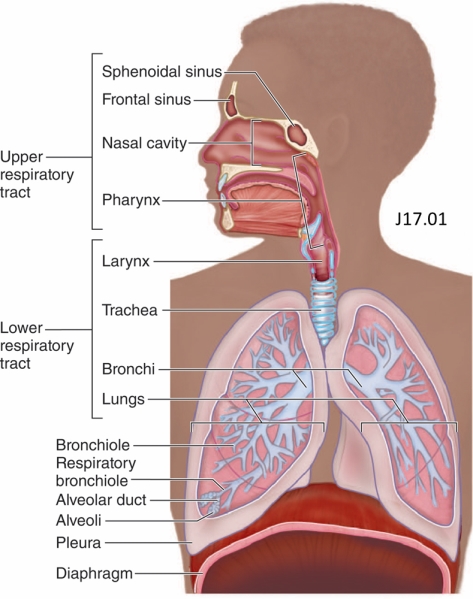 Sphenoidal sinus
Frontal sinus
Nasal cavity
Upper
respiratory
tract
Pharynx
J17.01
Larynx
Trachea
Lower
respiratory
tract
Bronchi
Lungs
Bronchiole
Respiratory
bronchiole
Alveolar duct
Alveoli
Pleura
Diaphragm